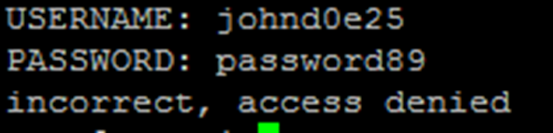 USERNAME: johnd0e25
PASSWORD: password89
incorrect, access denied